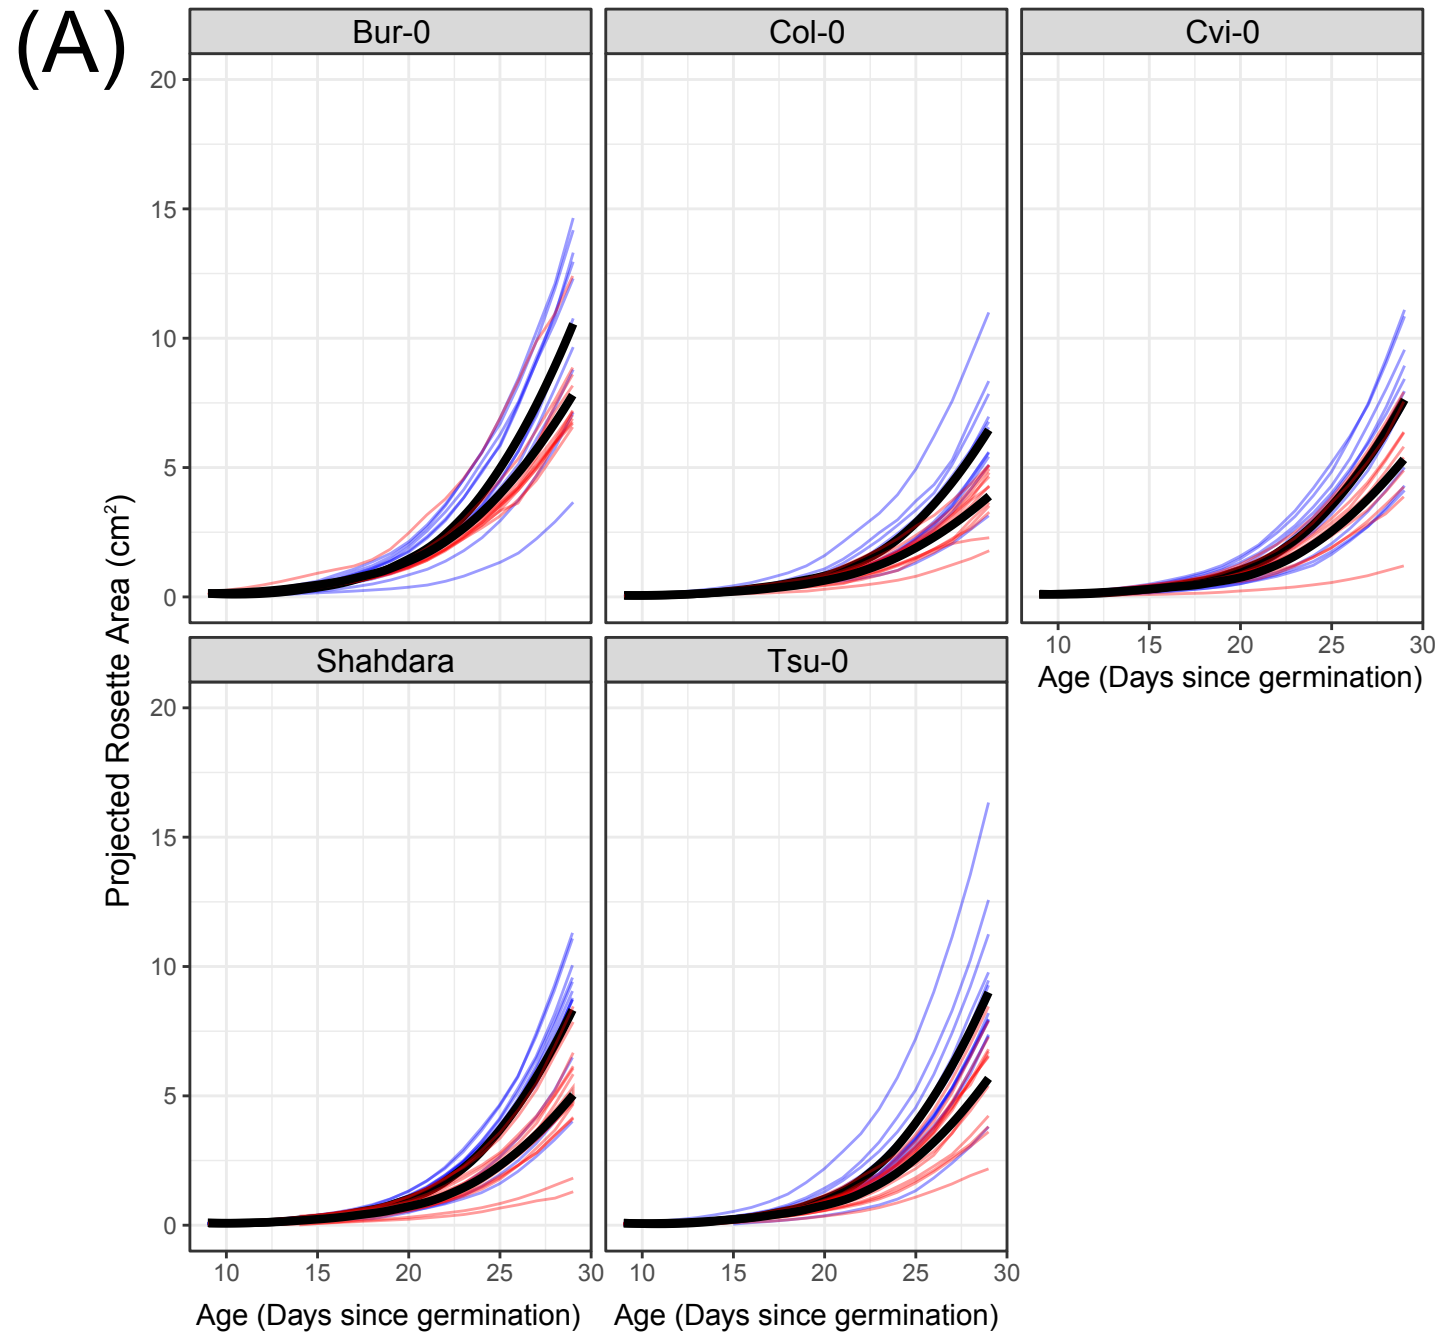 (A)
Bur-0
Col-0
Cvi-0
20
15
10
5
0
10 15 20 25 30
Age (Days since germination)
Projected Rosette Area (cm²)
Shahdara
Tsu-0
20
15
10
5
0
10 15 20 25 30
10 15 20 25 30
Age (Days since germination)
Age (Days since germination)